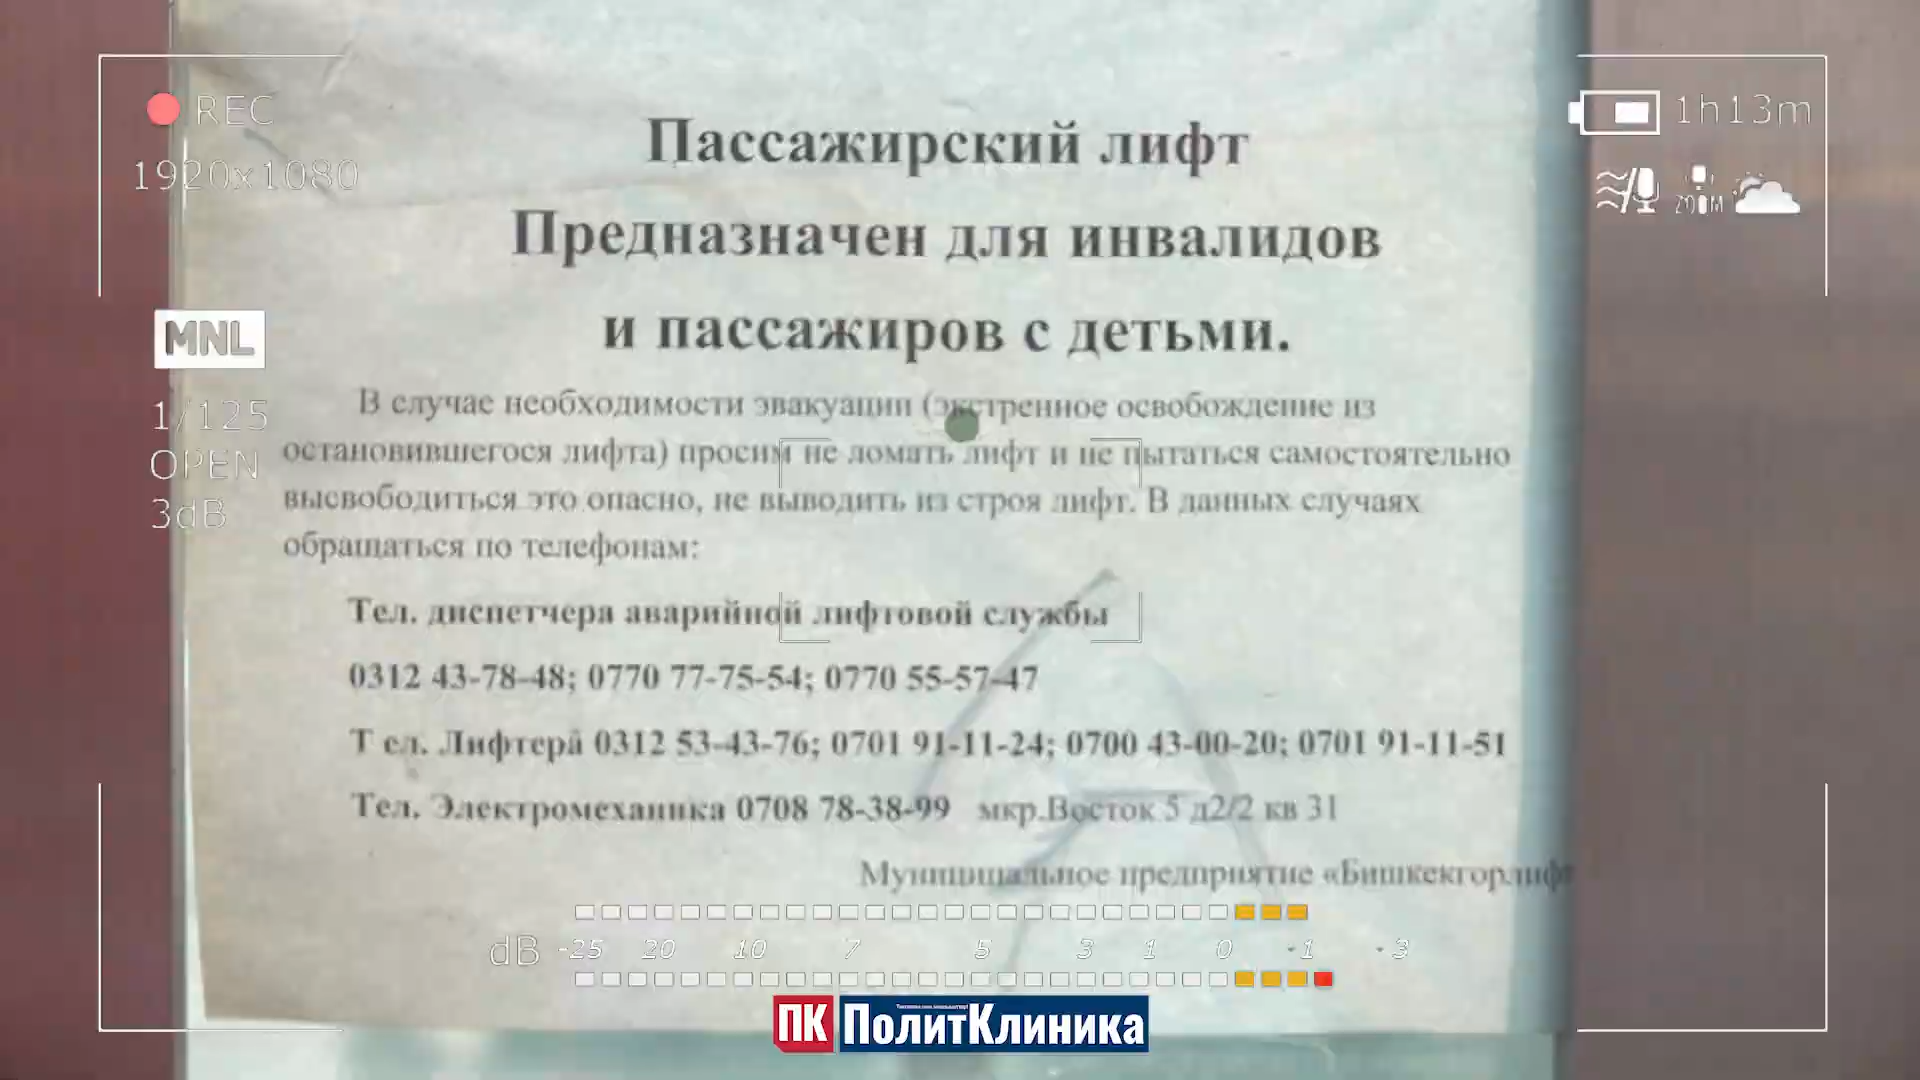 REC
1920x1080
1h13m
MNL
1/125
OPEN
3dB
Пассажирский лифт
Предназначен для инвалидов
и пассажиров с детьми.
В случае необходимости эвакуации (экстренное освобождение из
остановившегося лифта) просим не ломать лифт и не пытаться самостоятельно
высвободиться это опасно, не выводить из строя лифт. В данных случаях
обращаться по телефонам:
Тел. диспетчера аварийной лифтовой службы
0312 43-78-48; 0770 77-75-54; 0770 55-57-47
Т ел. Лифтера 0312 53-43-76; 0701 91-11-24; 0700 43-00-20; 0701 91-11-51
Тел. Электромеханика 0708 78-38-99 мкр.Восток 5 д2/2 кв 31
Муниципальное предприятие «Бишкекгорлифт
dB -25 20 10 7 5 3 1 0 -1 -3
ПК ПолитКлиника